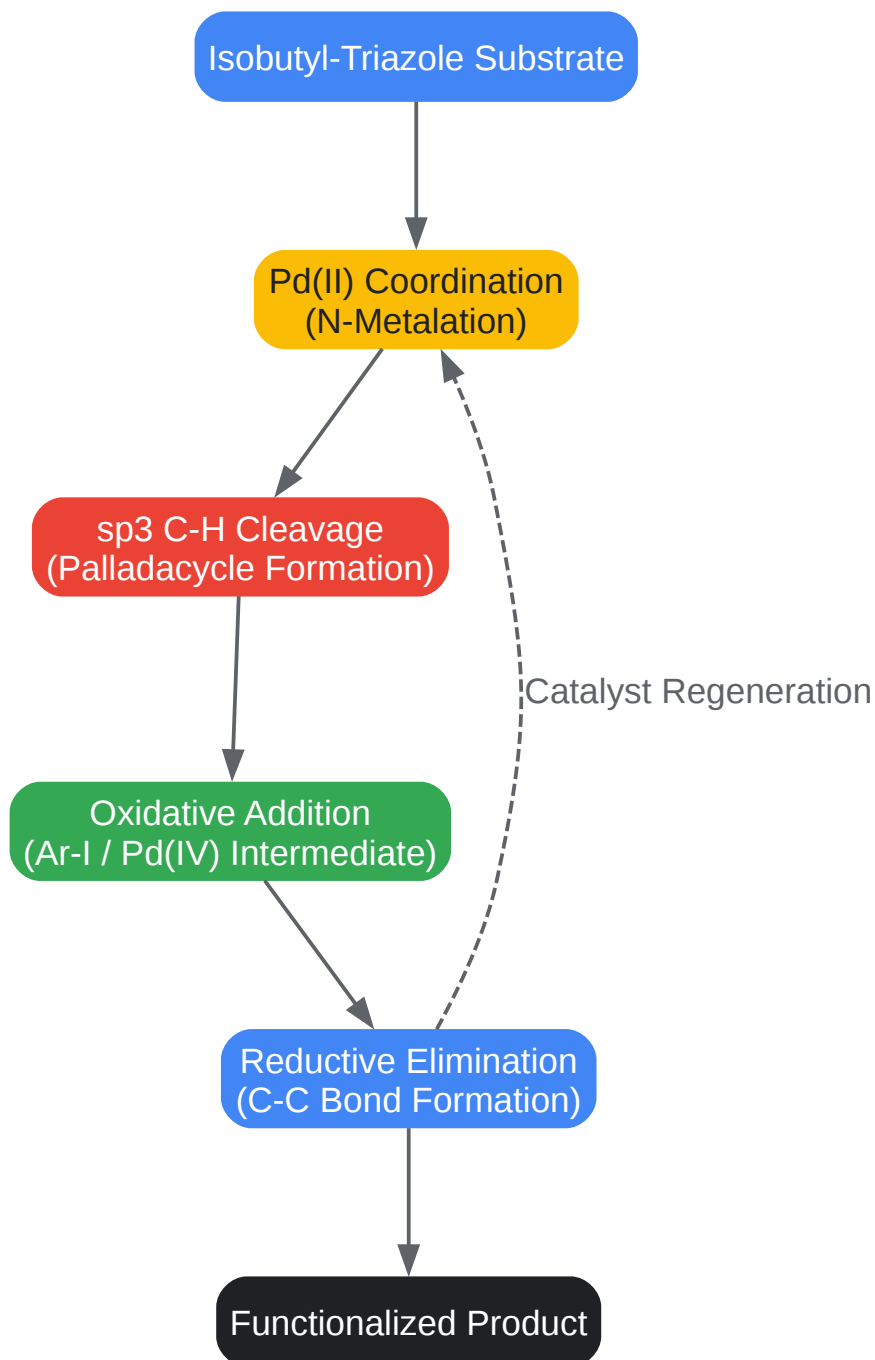 Isobutyl-Triazole Substrate
Pd(II) Coordination
(N-Metalation)
sp3 C-H Cleavage
(Palladacycle Formation)
Catalyst Regeneration
Oxidative Addition
(Ar-I / Pd(IV) Intermediate)
Reductive Elimination
(C-C Bond Formation)
Functionalized Product